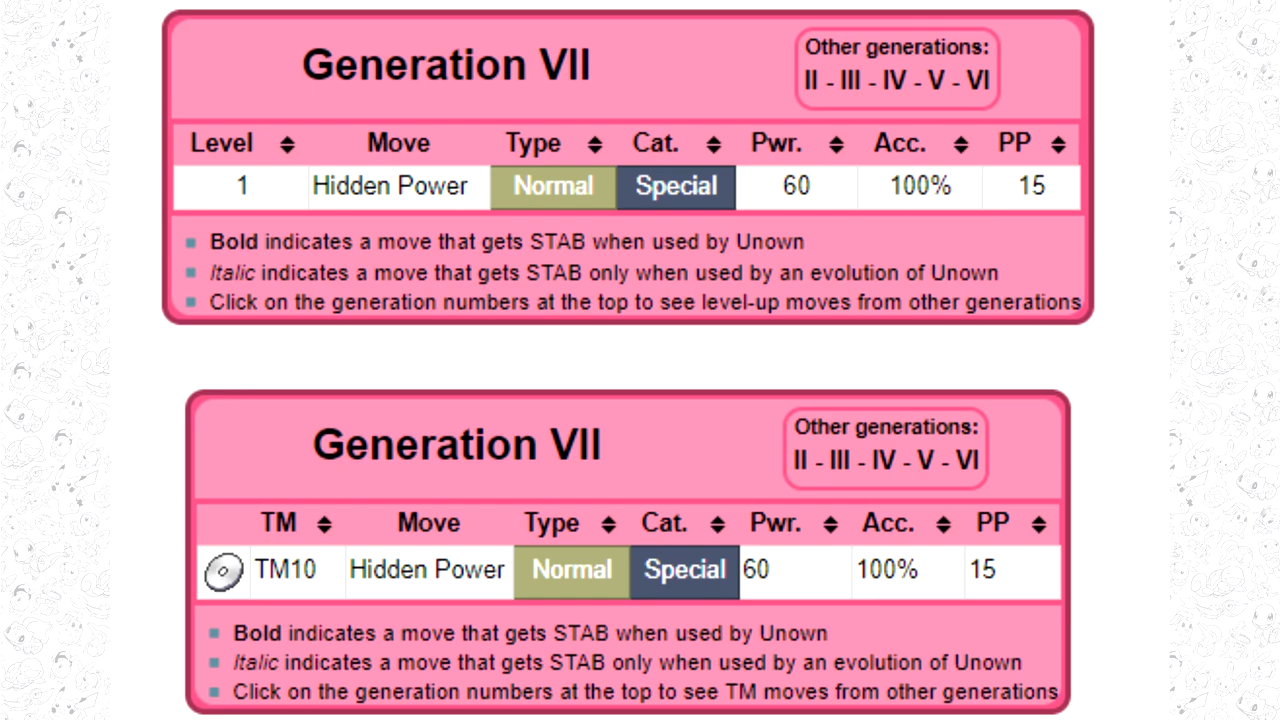 Generation VII
Other generations:
II - III - IV - V - VI
Level Move Type Cat. Pwr. Acc. PP
1 Hidden Power Normal Special 60 100% 15
Bold indicates a move that gets STAB when used by Unown
Italic indicates a move that gets STAB only when used by an evolution of Unown
Click on the generation numbers at the top to see level-up moves from other generations
Generation VII
Other generations:
II - III - IV - V - VI
TM Move Type Cat. Pwr. Acc. PP
TM10 Hidden Power Normal Special 60 100% 15
Bold indicates a move that gets STAB when used by Unown
Italic indicates a move that gets STAB only when used by an evolution of Unown
Click on the generation numbers at the top to see TM moves from other generations